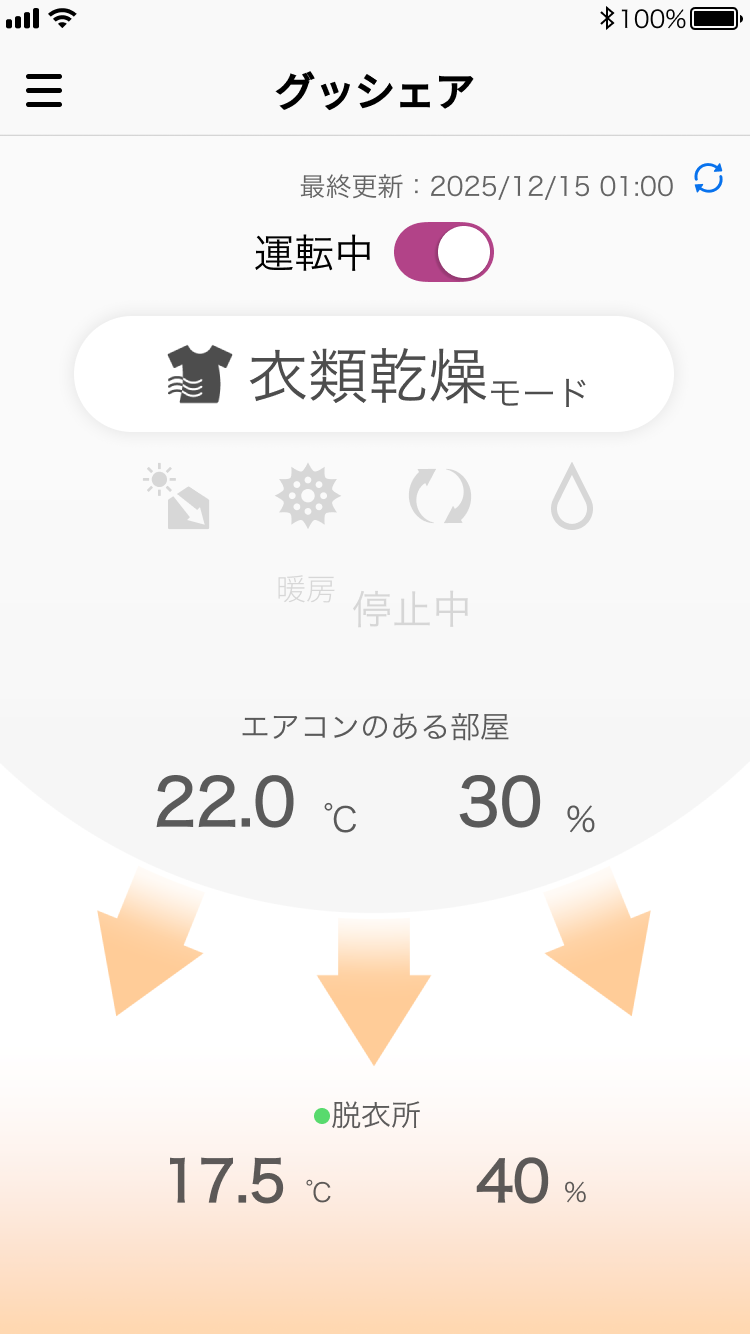 100%
グッシェア
最終更新：2025/12/15 01:00
運転中
衣類乾燥モード
暖房 停止中
エアコンのある部屋
22.0 ℃ 30 %
脱衣所
17.5 ℃ 40 %